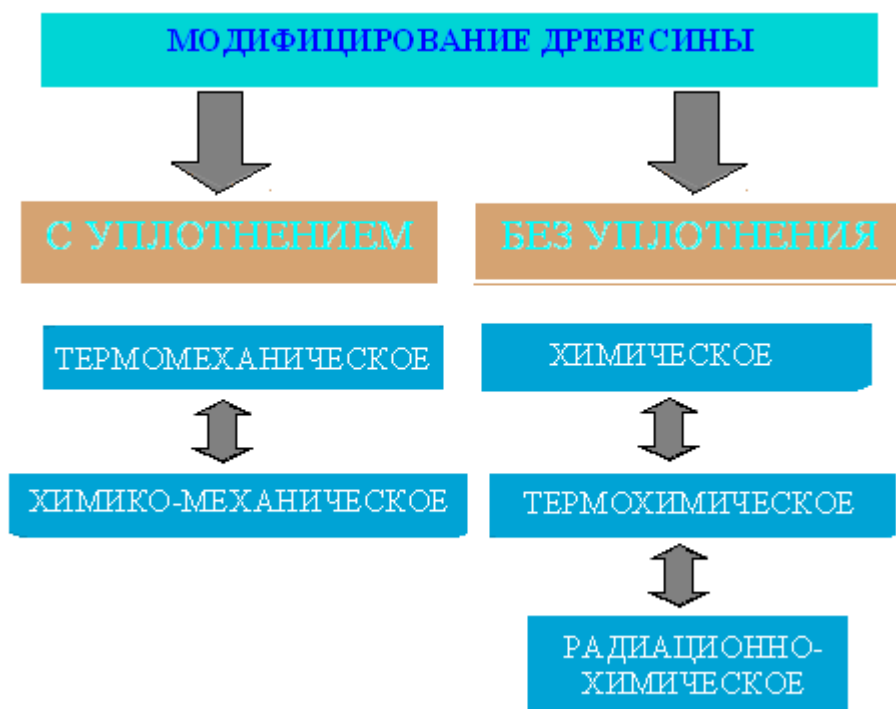 МОДИФИЦИРОВАНИЕ ДРЕВЕСИНЫ
С УПЛОТНЕНИЕМ
БЕЗ УПЛОТНЕНИЯ
ТЕРМОМЕХАНИЧЕСКОЕ
ХИМИЧЕСКОЕ
ХИМИКО-МЕХАНИЧЕСКОЕ
ТЕРМОХИМИЧЕСКОЕ
РАДИАЦИОННО-
ХИМИЧЕСКОЕ